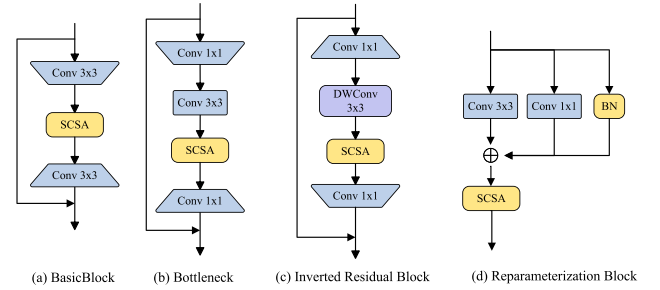 Conv 3x3
SCSA
Conv 3x3
(a) BasicBlock
Conv 1x1
Conv 3x3
SCSA
Conv 1x1
(b) Bottleneck
Conv 1x1
DWConv
3x3
SCSA
Conv 1x1
(c) Inverted Residual Block
Conv 3x3 Conv 1x1 BN
SCSA
(d) Reparameterization Block